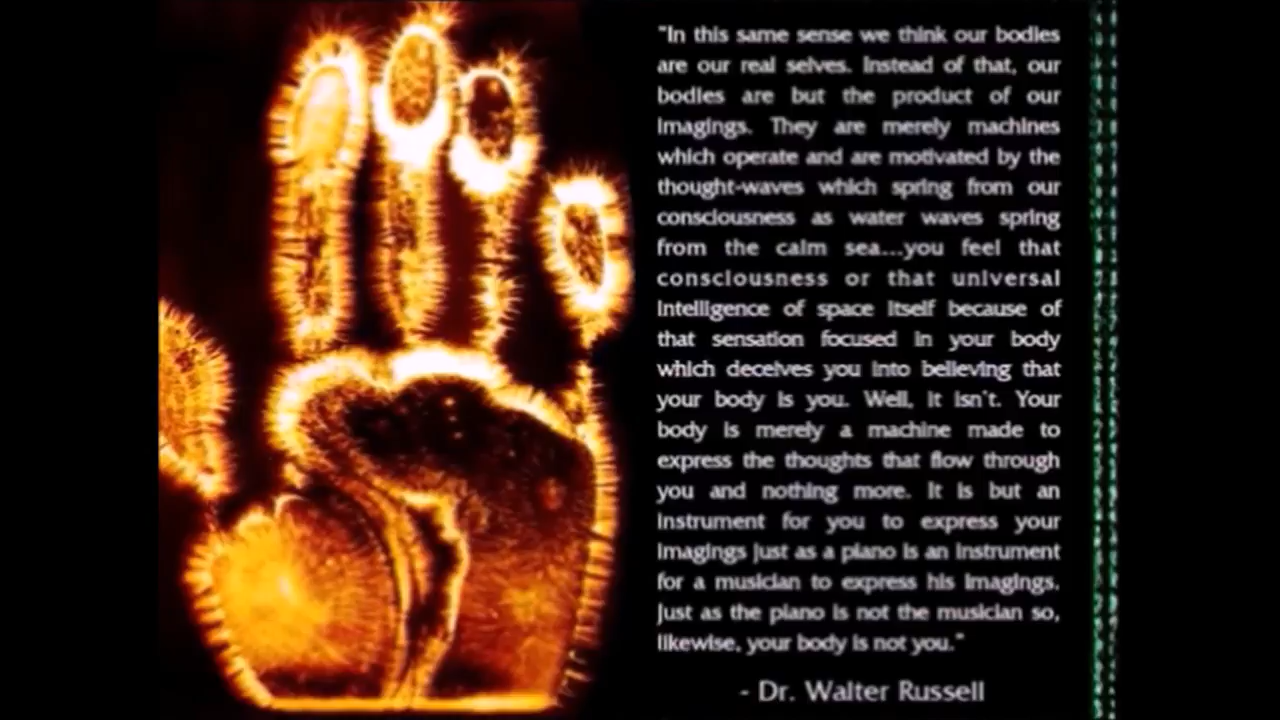 "In this same sense we think our bodies
are our real selves. Instead of that, our
bodies are but the product of our
imagings. They are merely machines
which operate and are motivated by the
thought-waves which spring from our
consciousness as water waves spring
from the calm sea...you feel that
consciousness or that universal
intelligence of space itself because of
that sensation focused in your body
which deceives you into believing that
your body is you. Well, it isn't. Your
body is merely a machine made to
express the thoughts that flow through
you and nothing more. It is but an
instrument for you to express your
imagings just as a piano is an instrument
for a musician to express his imagings.
Just as the piano is not the musician so,
likewise, your body is not you."
- Dr. Walter Russell